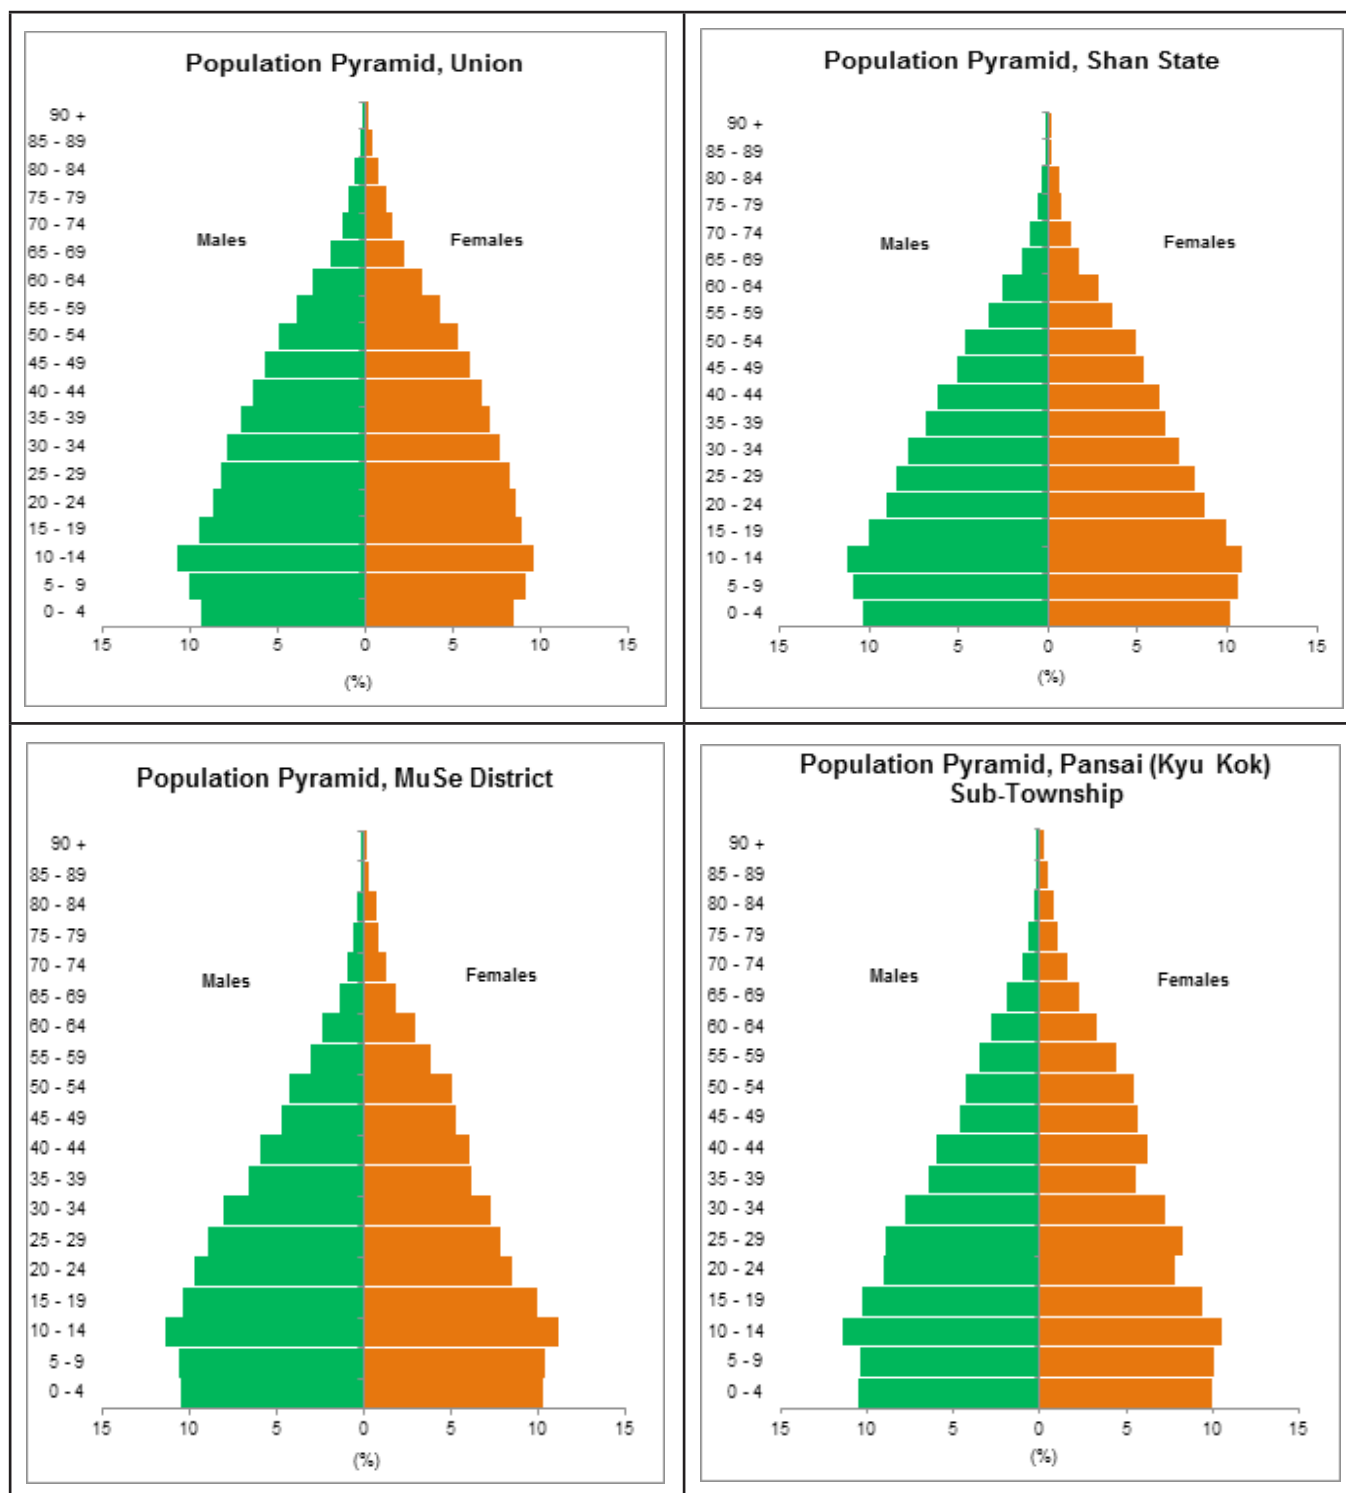 Population Pyramid, Union
90 +
85 - 89
80 - 84
75 - 79
70 - 74
Males
Females
65 - 69
60 - 64
55 - 59
50 - 54
45 - 49
40 - 44
35 - 39
30 - 34
25 - 29
20 - 24
15 - 19
10 -14
5 - 9
0 - 4
15 10 5 0 5 10 15
(%)
Population Pyramid, Shan State
90 +
85 - 89
80 - 84
75 - 79
70 - 74
Males
Females
65 - 69
60 - 64
55 - 59
50 - 54
45 - 49
40 - 44
35 - 39
30 - 34
25 - 29
20 - 24
15 - 19
10 - 14
5 - 9
0 - 4
15 10 5 0 5 10 15
(%)
Population Pyramid, MuSe District
90 +
85 - 89
80 - 84
75 - 79
70 - 74
Males
Females
65 - 69
60 - 64
55 - 59
50 - 54
45 - 49
40 - 44
35 - 39
30 - 34
25 - 29
20 - 24
15 - 19
10 - 14
5 - 9
0 - 4
15 10 5 0 5 10 15
(%)
Population Pyramid, Pansai (Kyu Kok)
Sub-Township
90 +
85 - 89
80 - 84
75 - 79
70 - 74
Males
Females
65 - 69
60 - 64
55 - 59
50 - 54
45 - 49
40 - 44
35 - 39
30 - 34
25 - 29
20 - 24
15 - 19
10 - 14
5 - 9
0 - 4
15 10 5 0 5 10 15
(%)